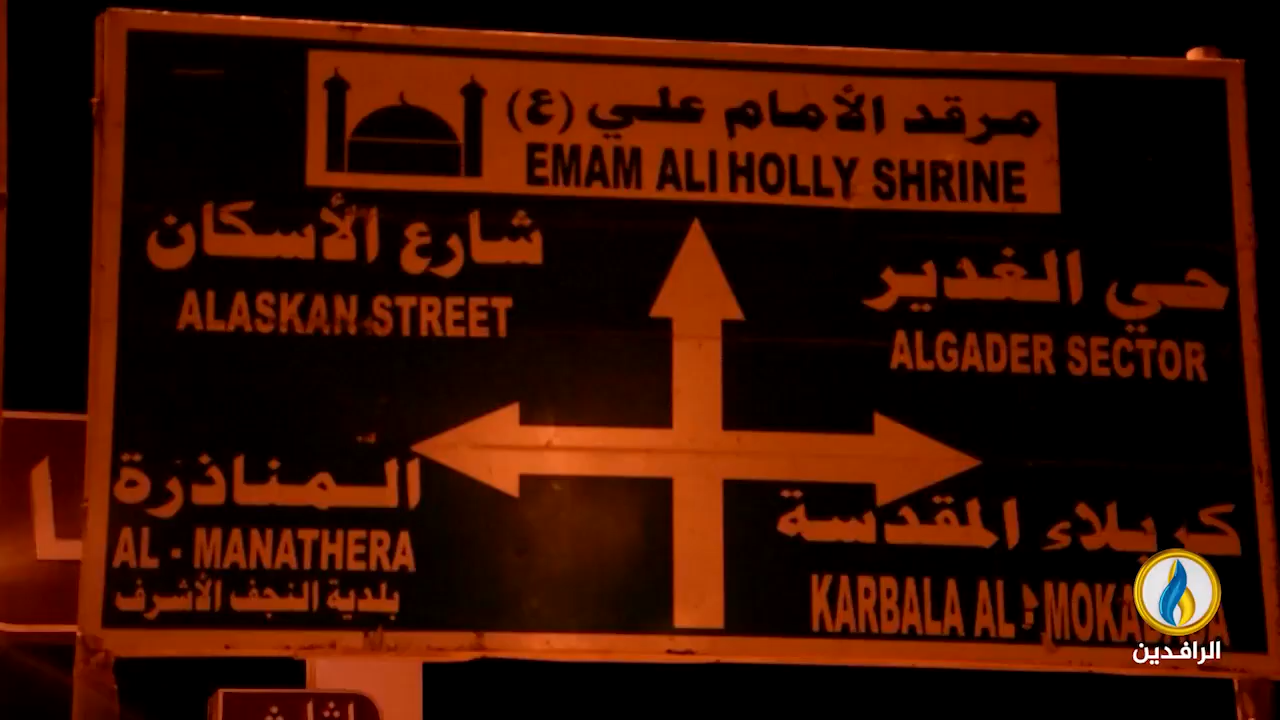 مرقد الأمام علي (ع)
EMAM ALI HOLLY SHRINE
شارع الأسكان
ALASKAN STREET
حي الغدير
ALGADER SECTOR
المناذرة
AL - MANATHERA
بلدية النجف الأشرف
كربلاء المقدسة
KARBALA AL-
الرافدين